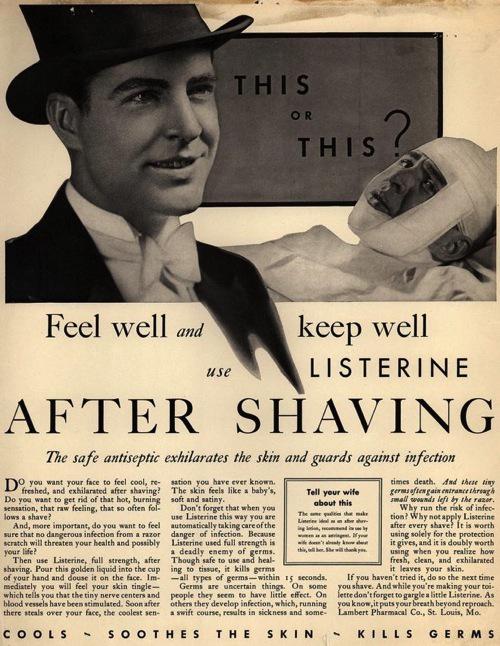 THIS
OR
THIS?
Feel well and keep well
use LISTERINE
AFTER SHAVING
The safe antiseptic exhilarates the skin and guards against infection
DO you want your face to feel cool, re-
freshed, and exhilarated after shaving?
Do you want to get rid of that hot, burning
sensation, that raw feeling, that so often fol-
lows a shave?
And, more important, do you want to feel
sure that no dangerous infection from a razor
scratch will threaten your health and possibly
your life?
Then use Listerine, full strength, after
shaving. Pour this golden liquid into the cup
of your hand and douse it on the face. Im-
mediately you will feel your skin tingle—
which tells you that the tiny nerve centers and
blood vessels have been stimulated. Soon after
there steals over your face, the coolest sen-
sation you have ever known.
The skin feels like a baby's,
soft and satiny.
Don't forget that when you
use Listerine this way you are
automatically taking care of the
danger of infection. Because
Listerine used full strength is
a deadly enemy of germs.
Though safe to use and heal-
ing to tissue, it kills germs
—all types of germs—within 15 seconds.
Germs are uncertain things. On some
people they seem to have little effect. On
others they develop infection, which, running
a swift course, results in sickness and some-
Tell your wife
about this
The same qualities that make
Listerine ideal as an after shav-
ing lotion, recommend its use by
women as an astringent. If your
wife doesn't already know about
this, tell her. She will thank you.
times death. And these tiny
germs often gain entrance through
small wounds left by the razor.
Why run the risk of infec-
tion? Why not apply Listerine
after every shave? It is worth
using solely for the protection
it gives, and it is doubly worth
using when you realize how
fresh, clean, and exhilarated
it leaves your skin.
If you haven't tried it, do so the next time
you shave. And while you're making your toi-
lette don't forget to gargle a little Listerine. As
you know, it puts your breath beyond reproach.
Lambert Pharmacal Co., St. Louis, Mo.
COOLS ~ SOOTHES THE SKIN ~ KILLS GERMS